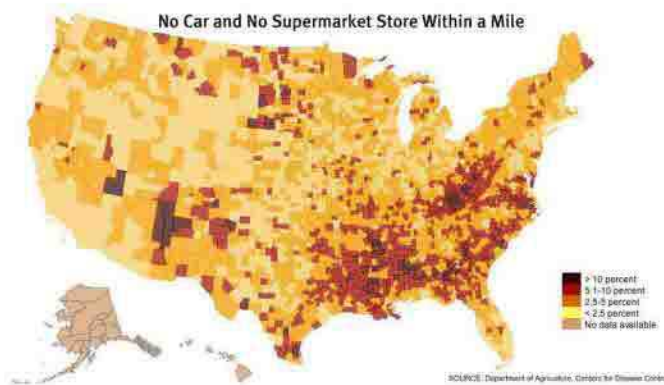 No Car and No Supermarket Store Within a Mile
> 10 percent
5.1-10 percent
2.5-5 percent
< 2.5 percent
No data available
SOURCE: Department of Agriculture, Centers for Disease Contr